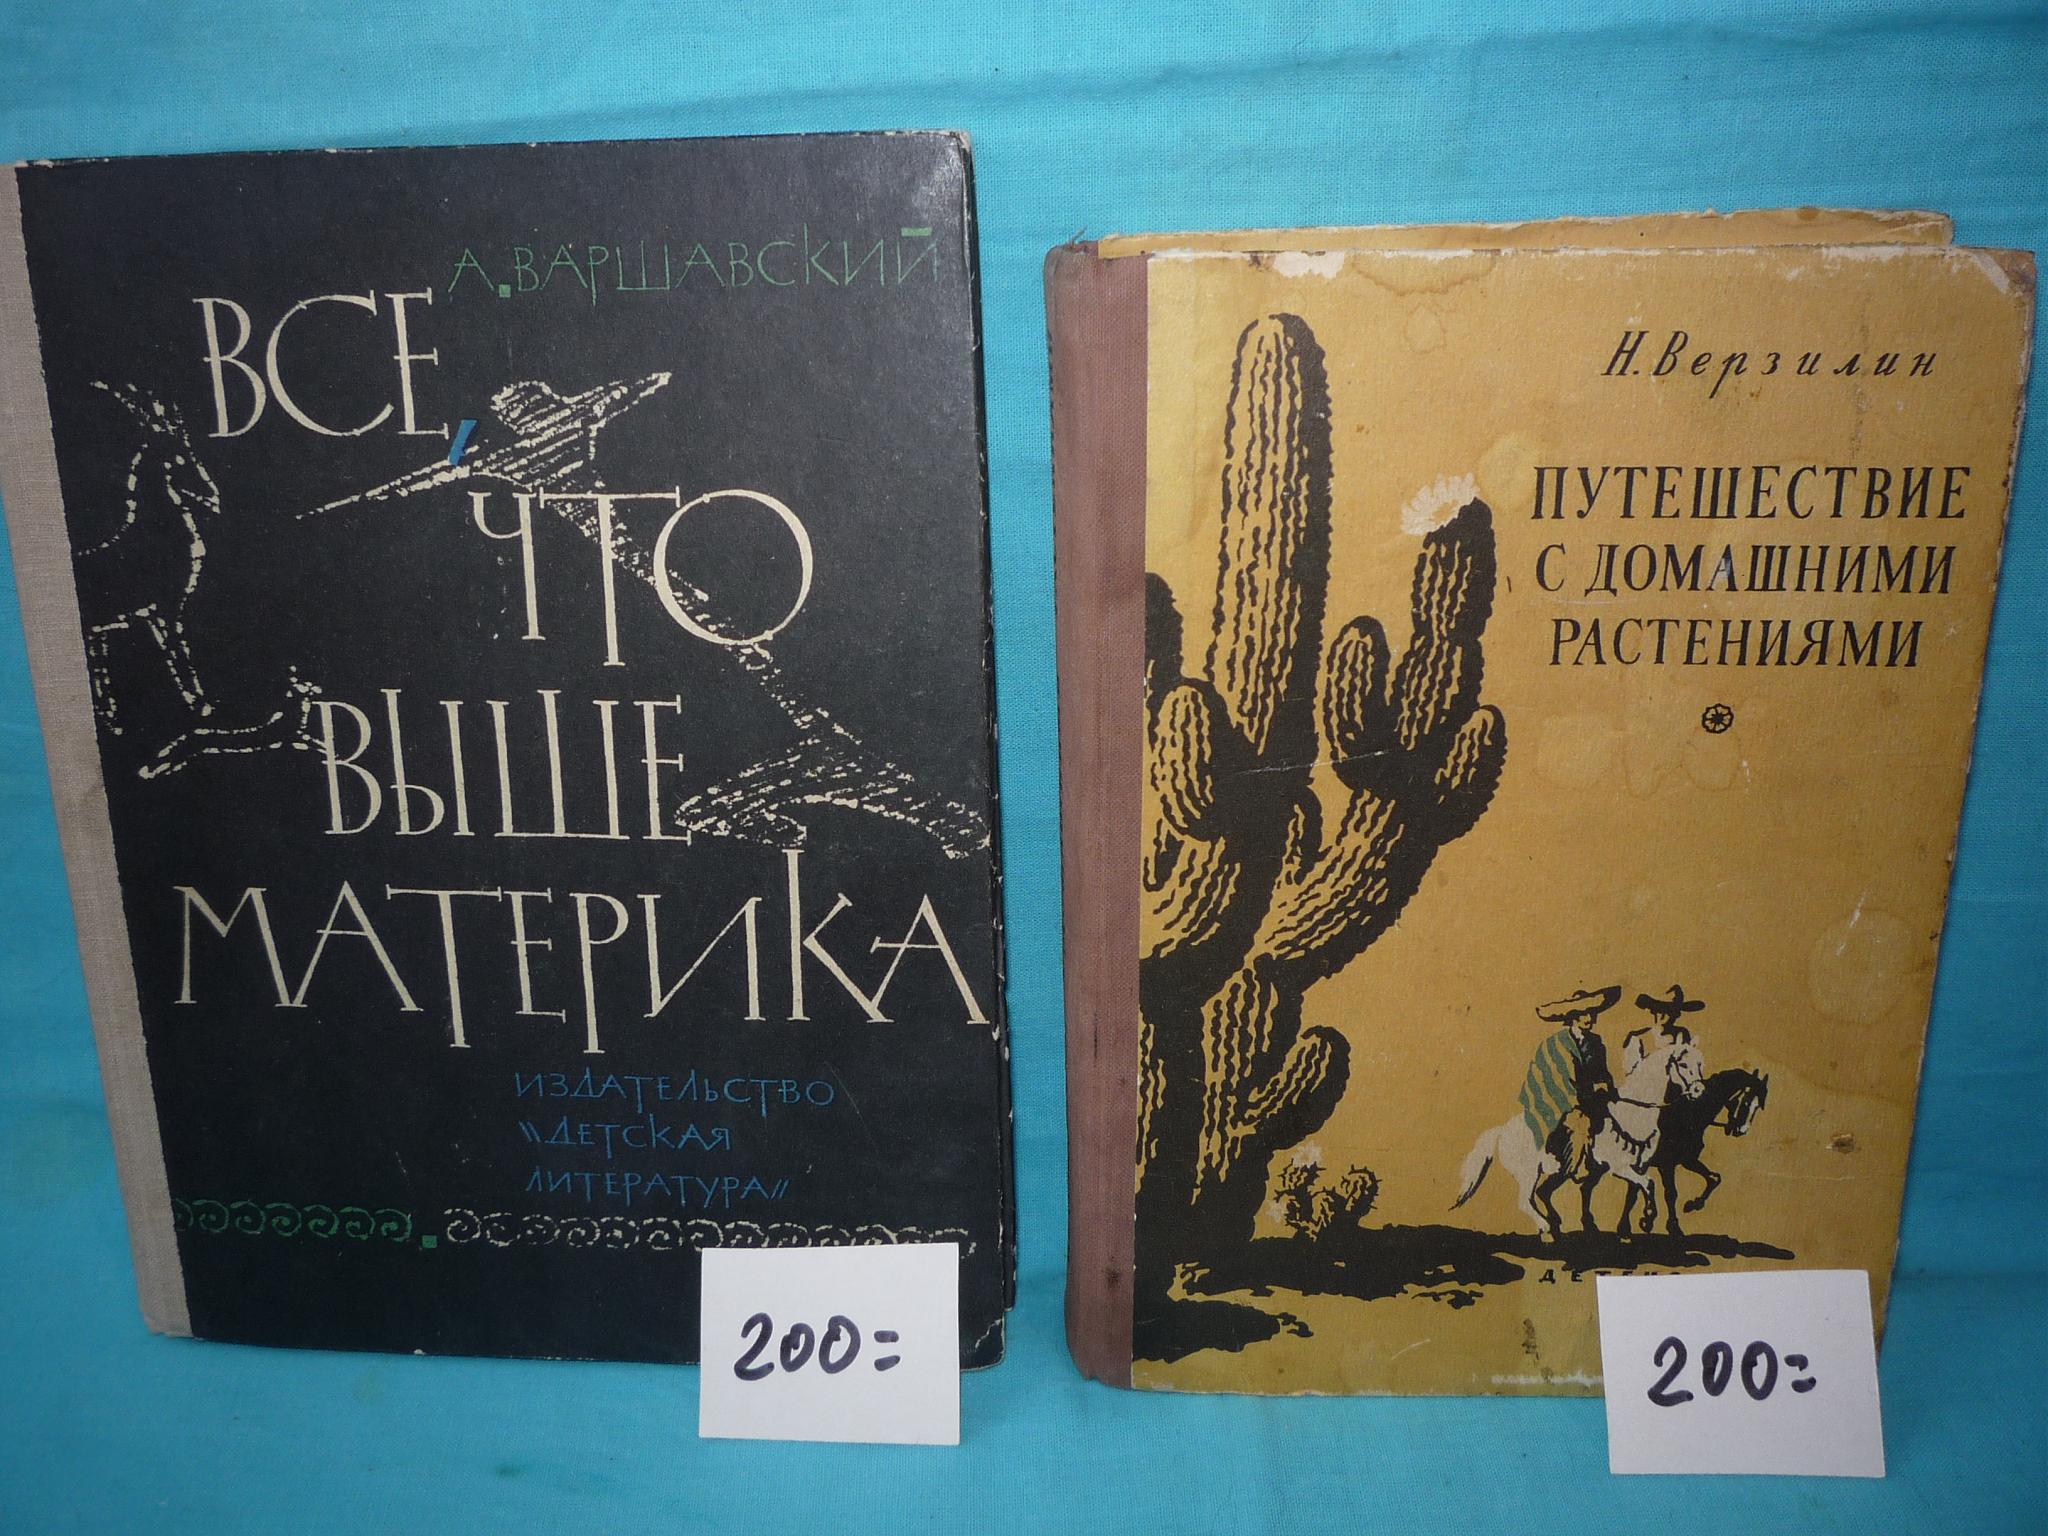 А. ВАРШАВСКИЙ
ВСЕ,
ЧТО
ВЫШЕ
МАТЕРИКА
ИЗДАТЕЛЬСТВО
"ДЕТСКАЯ
ЛИТЕРАТУРА"
200=
Н. Верзилин
ПУТЕШЕСТВИЕ
С ДОМАШНИМИ
РАСТЕНИЯМИ
200=